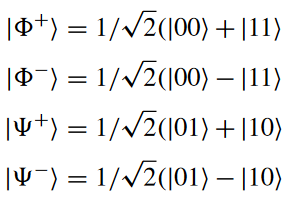 |Φ⁺⟩ = 1/√2(|00⟩ + |11⟩
|Φ⁻⟩ = 1/√2(|00⟩ − |11⟩
|Ψ⁺⟩ = 1/√2(|01⟩ + |10⟩
|Ψ⁻⟩ = 1/√2(|01⟩ − |10⟩